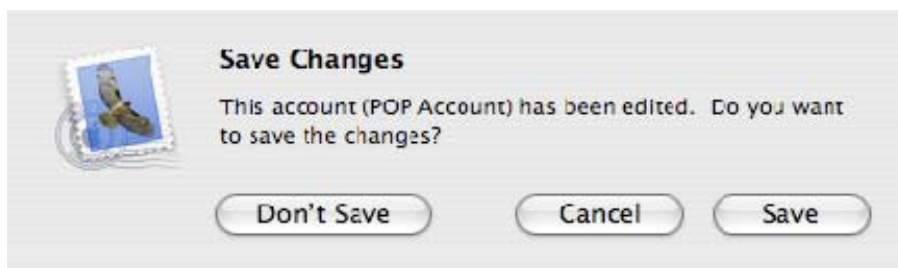 Save Changes
This account (POP Account) has been edited.  Do you want
to save the changes?
Don't Save
Cancel
Save